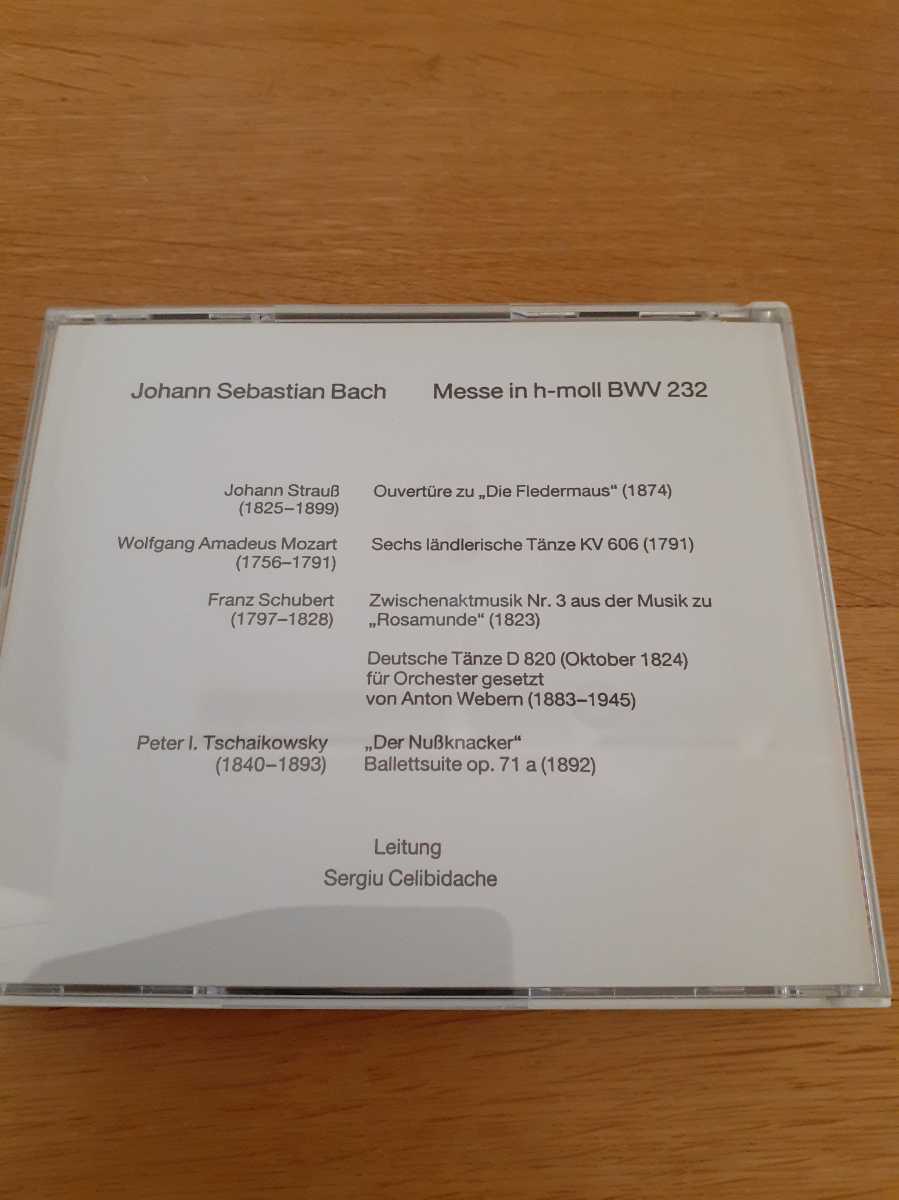 Johann Sebastian Bach Messe in h-moll BWV 232
Johann Strauß Ouvertüre zu „Die Fledermaus“ (1874)
(1825–1899)
Wolfgang Amadeus Mozart Sechs ländlerische Tänze KV 606 (1791)
(1756–1791)
Franz Schubert Zwischenaktmusik Nr. 3 aus der Musik zu
(1797–1828) „Rosamunde“ (1823)
Deutsche Tänze D 820 (Oktober 1824)
für Orchester gesetzt
von Anton Webern (1883–1945)
Peter I. Tschaikowsky „Der Nußknacker“
(1840–1893) Ballettsuite op. 71 a (1892)
Leitung
Sergiu Celibidache